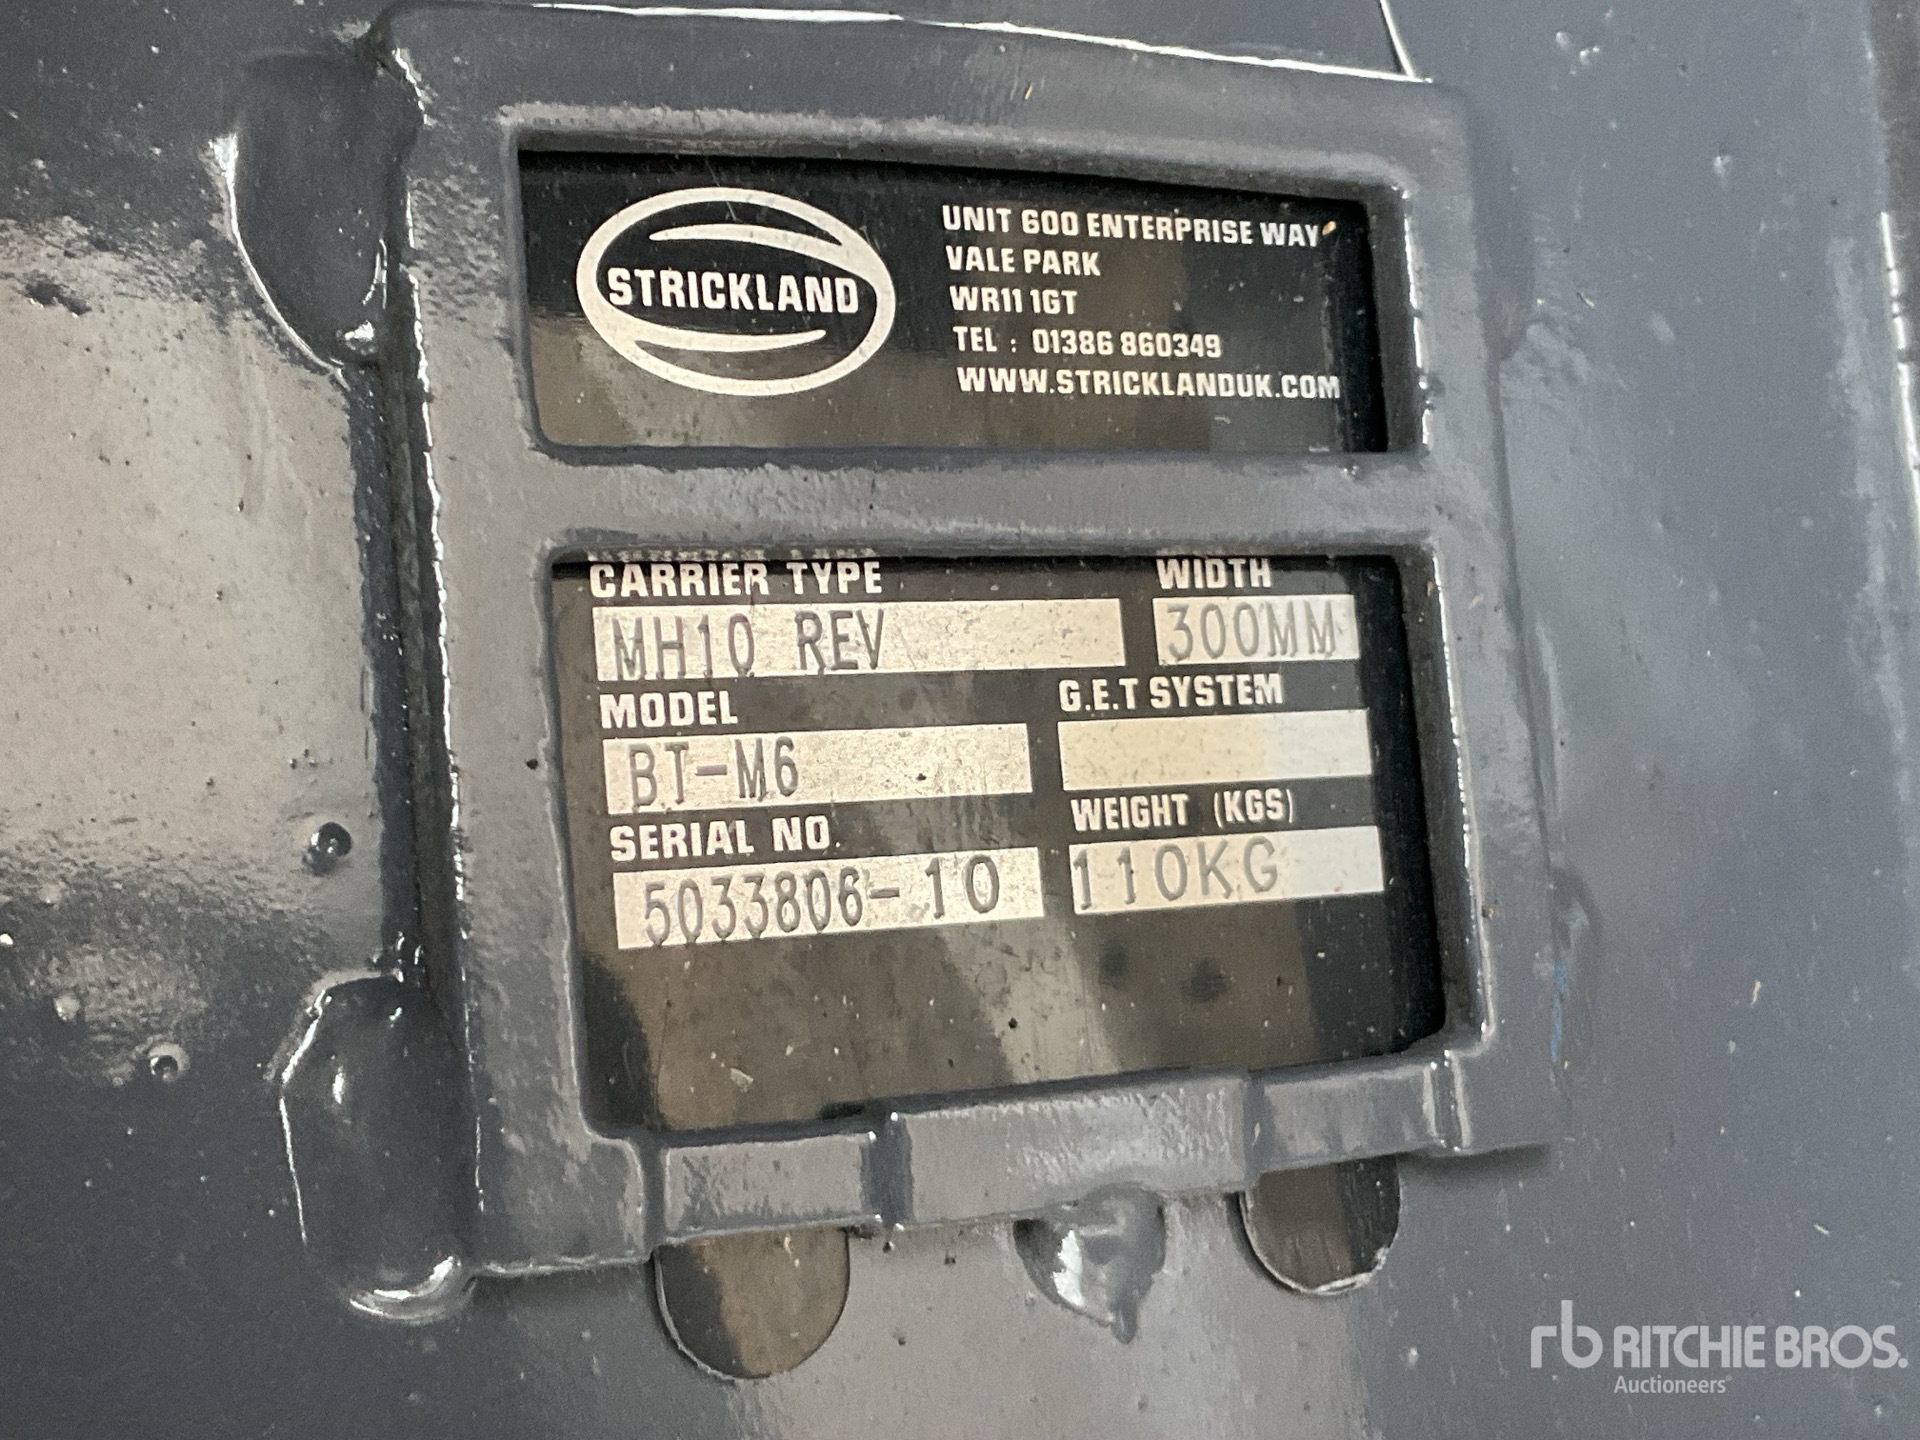 STRICKLAND
UNIT 600 ENTERPRISE WAY
VALE PARK
WR11 1GT
TEL : 01386 860349
WWW.STRICKLANDUK.COM
CARRIER TYPE
MH10 REV
WIDTH
300MM
MODEL
BT-M6
G.E.T SYSTEM
SERIAL NO.
5033806-10
WEIGHT (KGS)
110KG
rb RITCHIE BROS.
Auctioneers